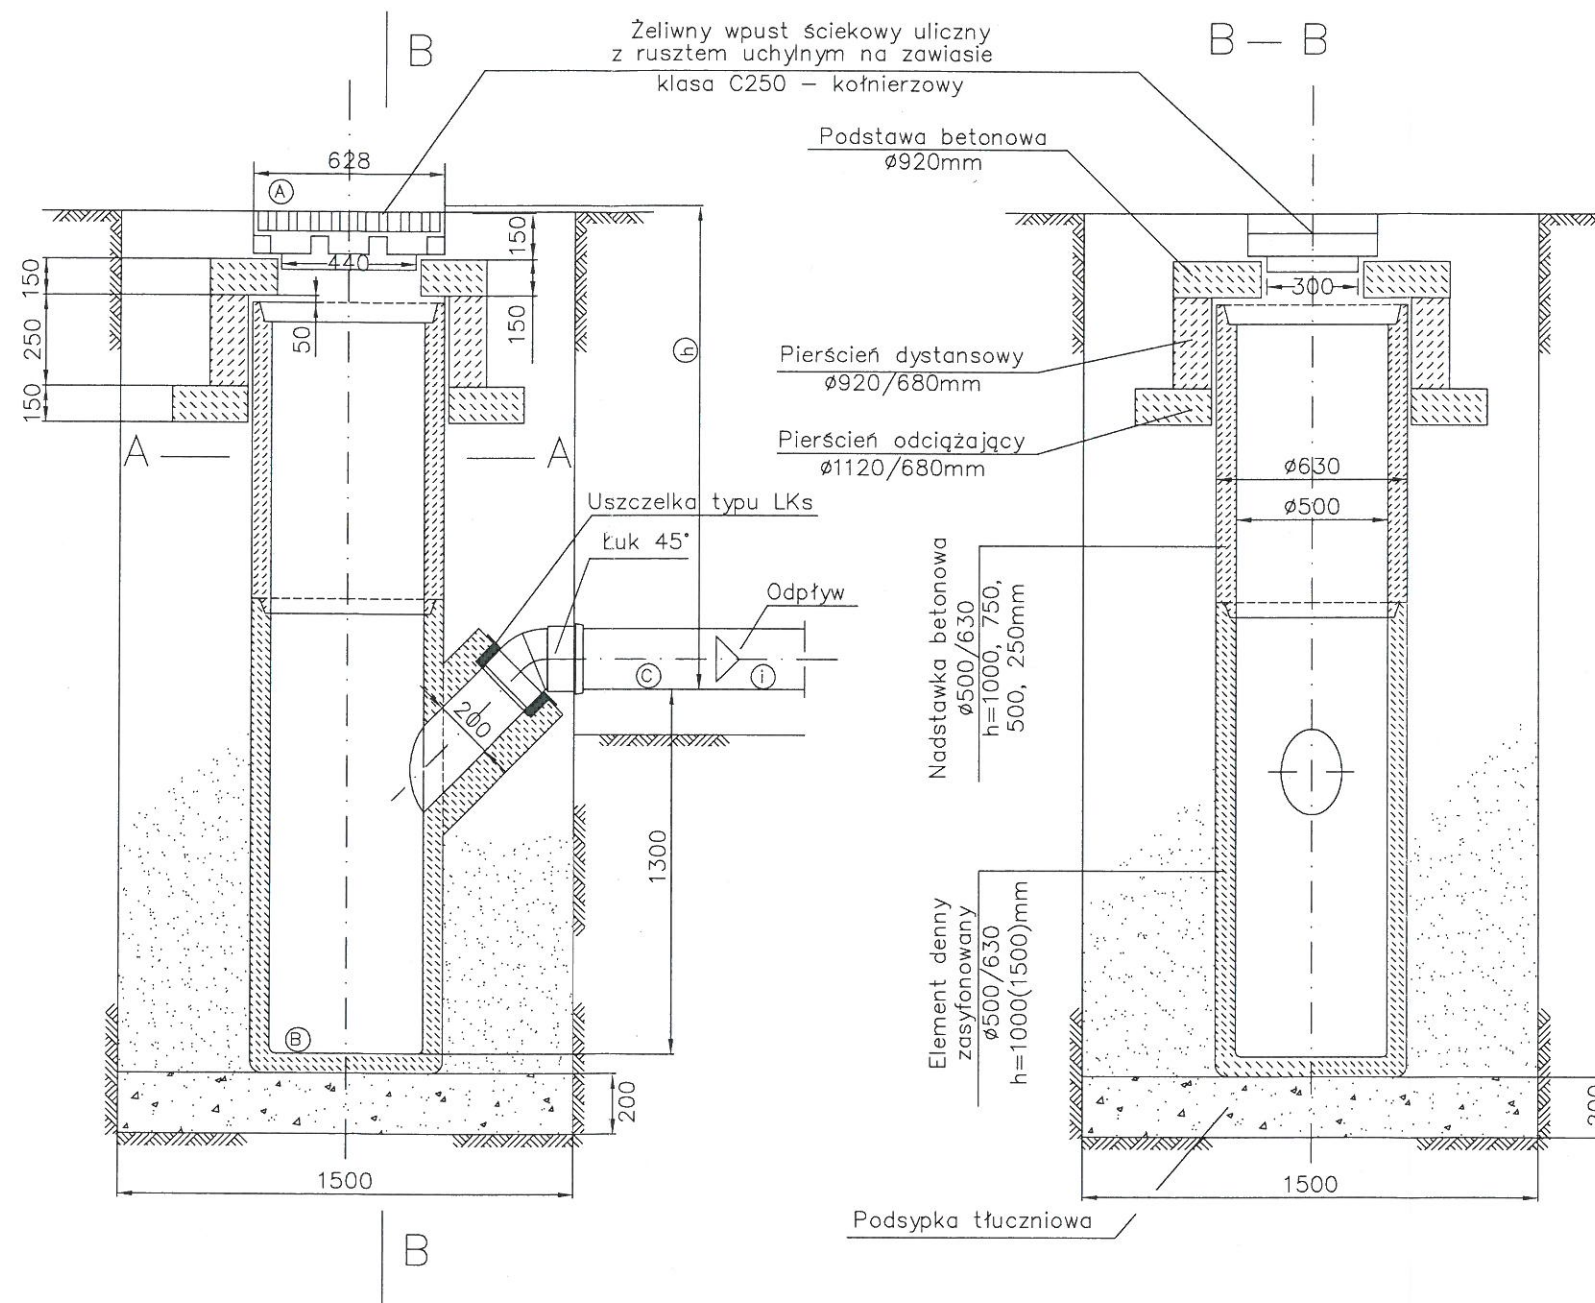 B
Żeliwny wpust ściekowy uliczny
z rusztem uchylnym na zawiasie
klasa C250 – kołnierzowy
B — B
Podstawa betonowa
ø920mm
628
A
150
440
150
150
250
150
50
300
h
Pierścień dystansowy
ø920/680mm
Pierścień odciążający
ø1120/680mm
A
A
ø630
ø500
Uszczelka typu LKs
Łuk 45°
Odpływ
C
i
200
Nadstawka betonowa
ø500/630
h=1000, 750,
500, 250mm
1300
Element denny
zasyfonowany
ø500/630
h=1000(1500)mm
B
200
200
1500
1500
Podsypka tłuczniowa
B